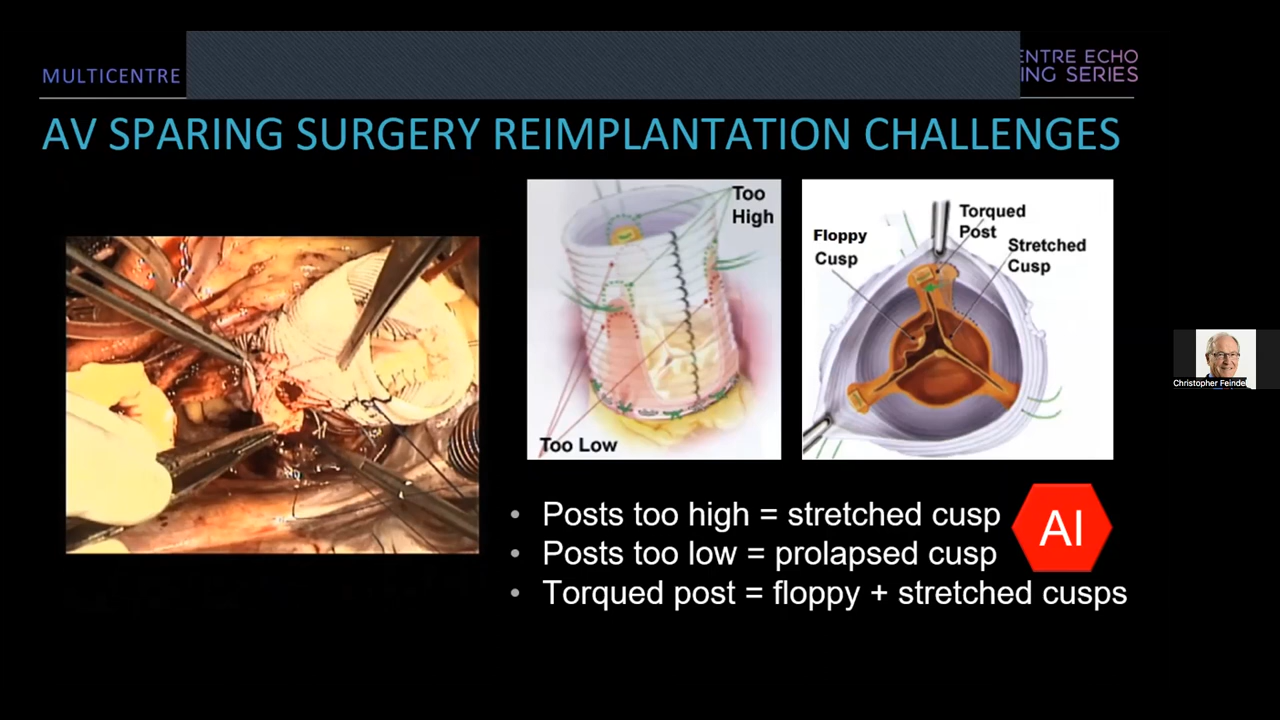 MULTICENTRE
ENTRE ECHO
ING SERIES
AV SPARING SURGERY REIMPLANTATION CHALLENGES
Too
High
Too Low
Floppy
Cusp
Torqued
Post
Stretched
Cusp
• Posts too high = stretched cusp
• Posts too low = prolapsed cusp
• Torqued post = floppy + stretched cusps
AI
Christopher Feindel